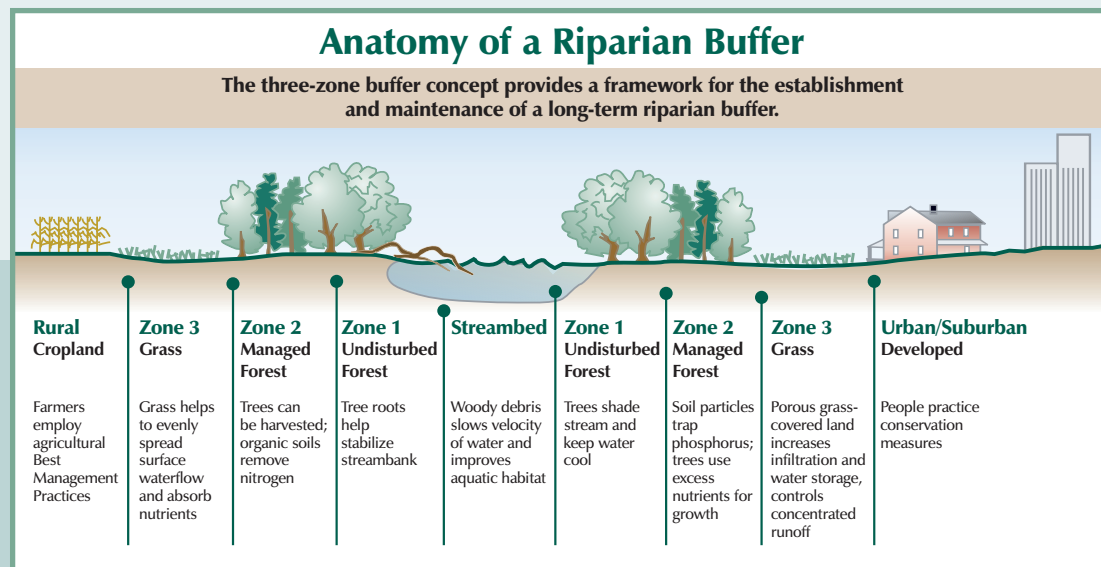 Anatomy of a Riparian Buffer
The three-zone buffer concept provides a framework for the establishment
and maintenance of a long-term riparian buffer.
Rural
Cropland
Farmers
employ
agricultural
Best
Management
Practices
Zone 3
Grass
Grass helps
to evenly
spread
surface
waterflow
and absorb
nutrients
Zone 2
Managed
Forest
Trees can
be harvested;
organic soils
remove
nitrogen
Zone 1
Undisturbed
Forest
Tree roots
help
stabilize
streambank
Streambed
Woody debris
slows velocity
of water and
improves
aquatic habitat
Zone 1
Undisturbed
Forest
Trees shade
stream and
keep water
cool
Zone 2
Managed
Forest
Soil particles
trap
phosphorus;
trees use
excess
nutrients for
growth
Zone 3
Grass
Porous grass-
covered land
increases
infiltration and
water storage,
controls
concentrated
runoff
Urban/Suburban
Developed
People practice
conservation
measures